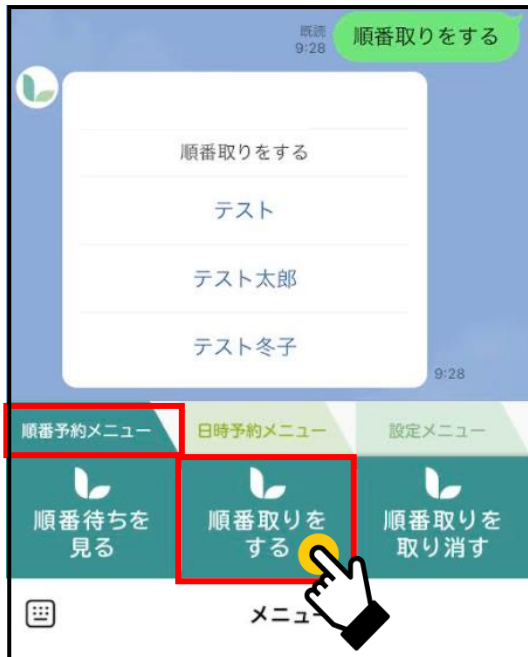 既読
9:28
順番取りをする
順番取りをする
テスト
テスト太郎
テスト冬子
9:28
順番予約メニュー
日時予約メニュー
設定メニュー
順番待ちを
見る
順番取りを
する
順番取りを
取り消す
メニュー